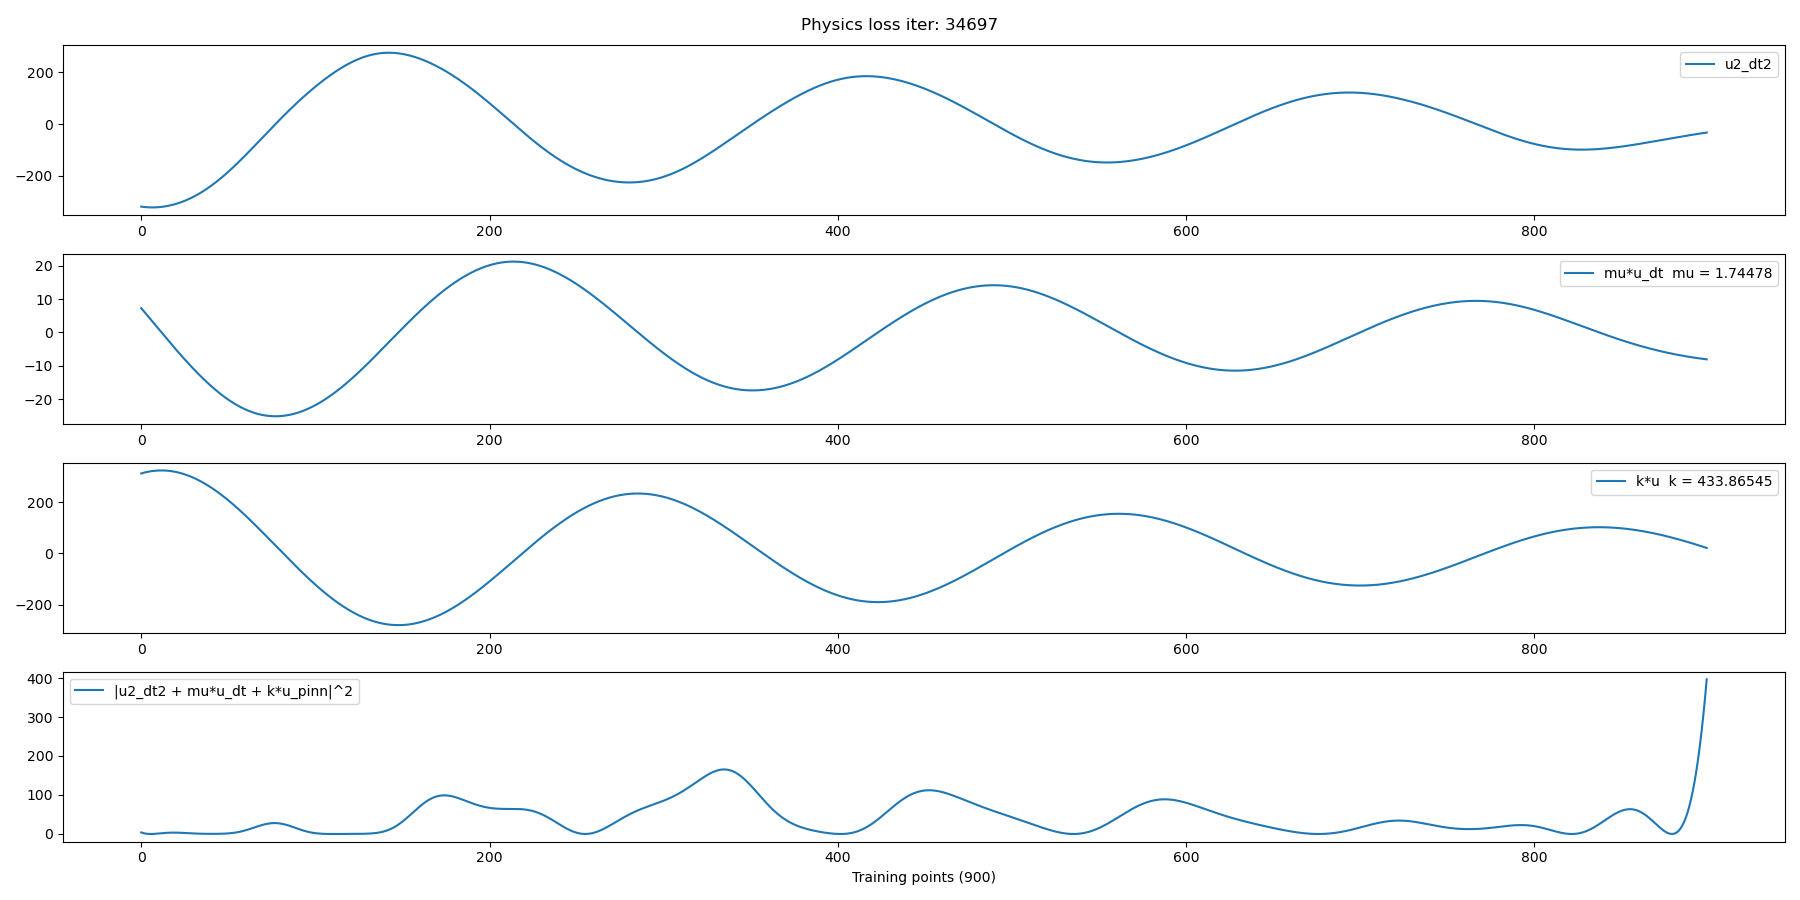 Physics loss iter: 34697
u2_dt2
200
0
−200
0 200 400 600 800
mu*u_dt mu = 1.74478
20
10
0
−10
−20
0 200 400 600 800
k*u k = 433.86545
200
0
−200
0 200 400 600 800
|u2_dt2 + mu*u_dt + k*u_pinn|^2
400
300
200
100
0
0 200 400 600 800
Training points (900)